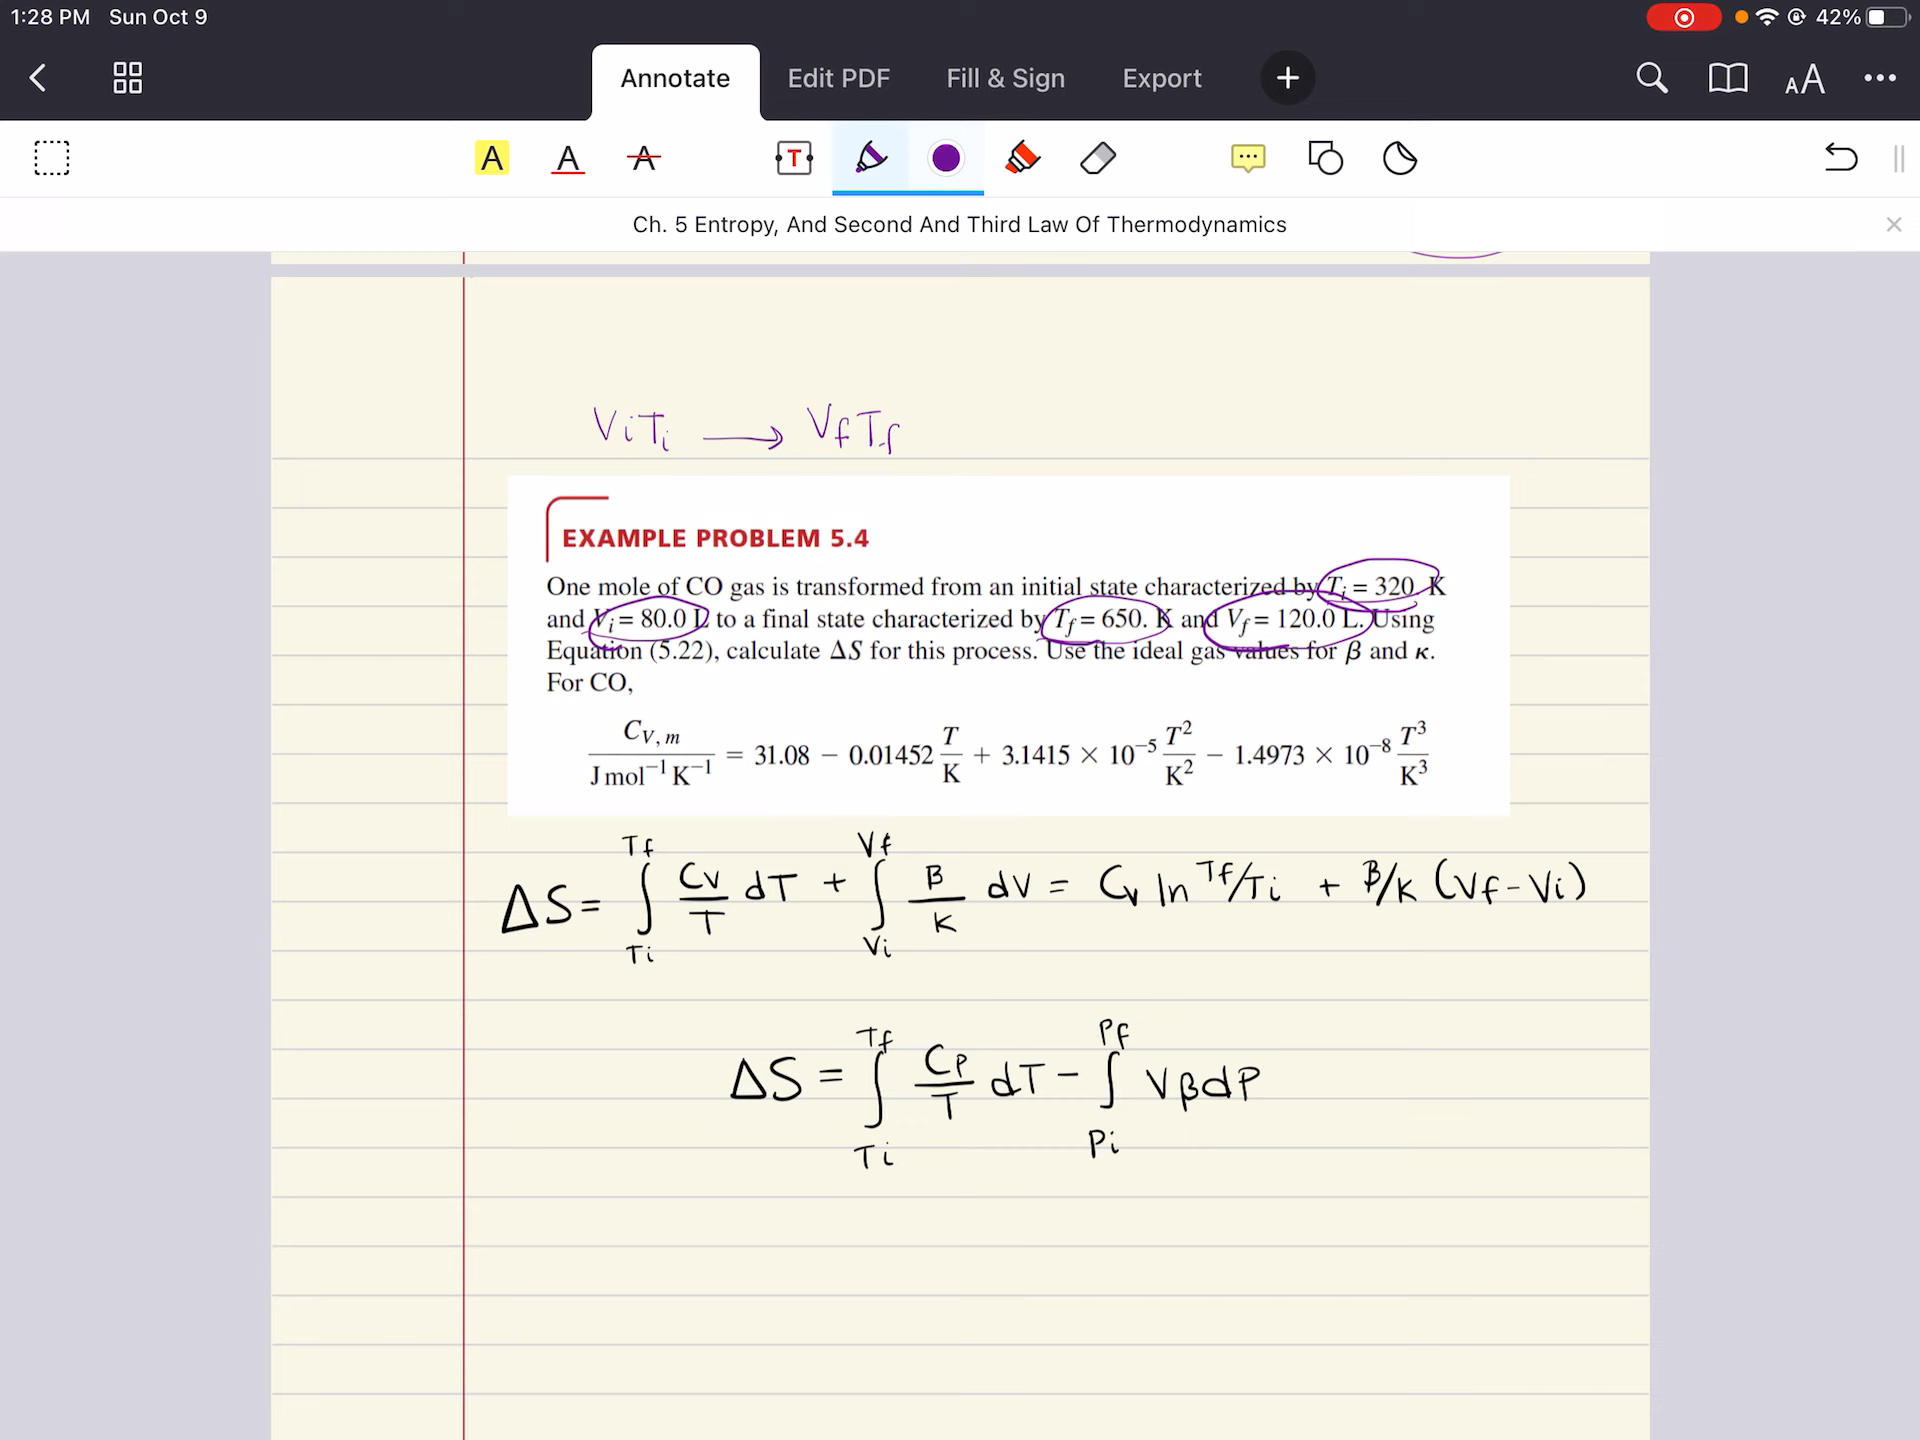 1:28 PM Sun Oct 9 42%
Annotate Edit PDF Fill & Sign Export + AA
A A A T
Ch. 5 Entropy, And Second And Third Law Of Thermodynamics
ViTi → VfTf
EXAMPLE PROBLEM 5.4
One mole of CO gas is transformed from an initial state characterized by Ti = 320. K
and Vi = 80.0 L to a final state characterized by Tf = 650. K and Vf = 120.0 L. Using
Equation (5.22), calculate ΔS for this process. Use the ideal gas values for β and κ.
For CO,
C_{V,m} / (J mol⁻¹ K⁻¹) = 31.08 − 0.01452 T/K + 3.1415 × 10⁻⁵ T²/K² − 1.4973 × 10⁻⁸ T³/K³
ΔS = ∫_{Ti}^{Tf} Cv/T dT + ∫_{Vi}^{Vf} β/K dV = Cv ln Tf/Ti + β/K (Vf - Vi)
ΔS = ∫_{Ti}^{Tf} Cp/T dT - ∫_{Pi}^{Pf} VβdP